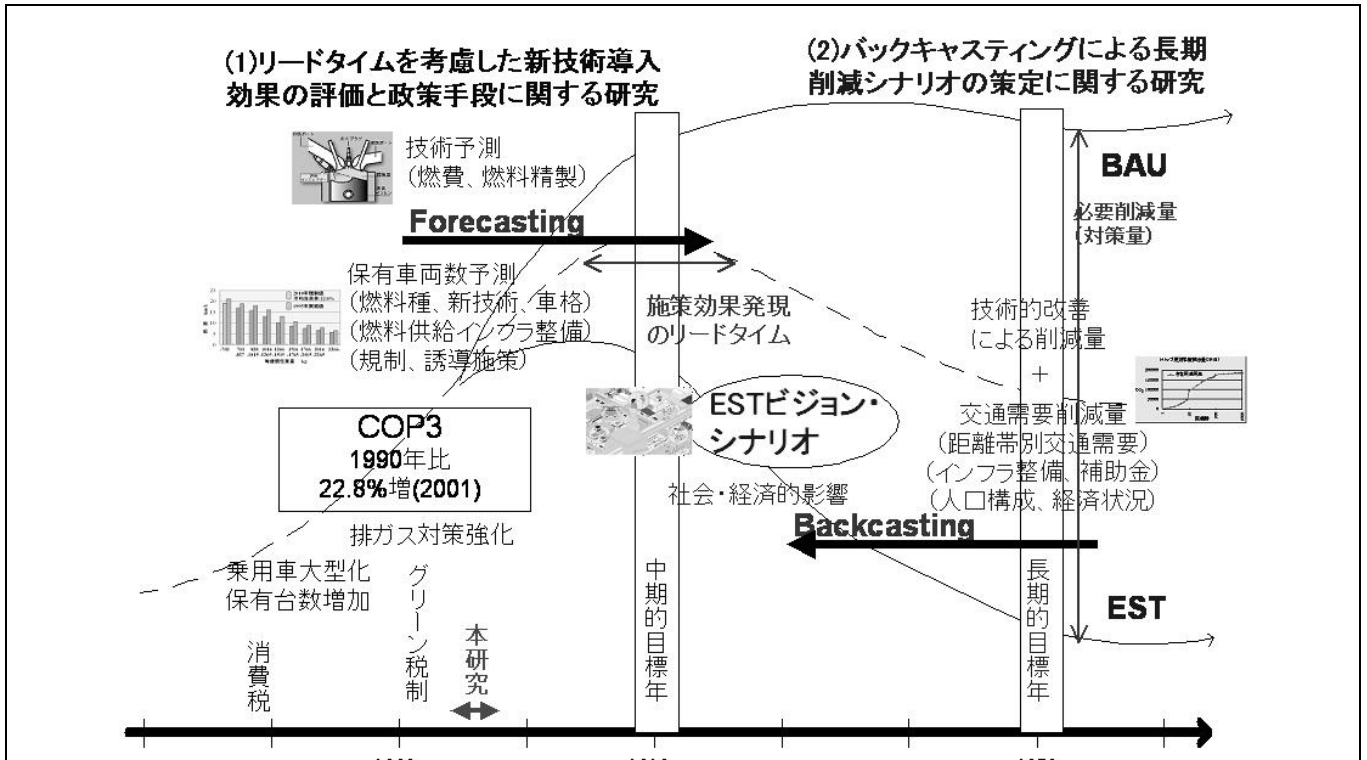 (1)リードタイムを考慮した新技術導入
効果の評価と政策手段に関する研究
(2)バックキャスティングによる長期
削減シナリオの策定に関する研究
技術予測
(燃費、燃料精製)
Forecasting
BAU
必要削減量
(対策量)
保有車両数予測
(燃料種、新技術、車格)
(燃料供給インフラ整備)
(規制、誘導施策)
施策効果発現
のリードタイム
技術的改善
による削減量
+
交通需要削減量
(距離帯別交通需要)
(インフラ整備、補助金)
(人口構成、経済状況)
ESTビジョン・
シナリオ
社会・経済的影響
COP3
1990年比
22.8%増(2001)
排ガス対策強化
Backcasting
乗用車大型化
保有台数増加
消費税
グリーン税制
本研究
中期的目標年
長期的目標年
EST